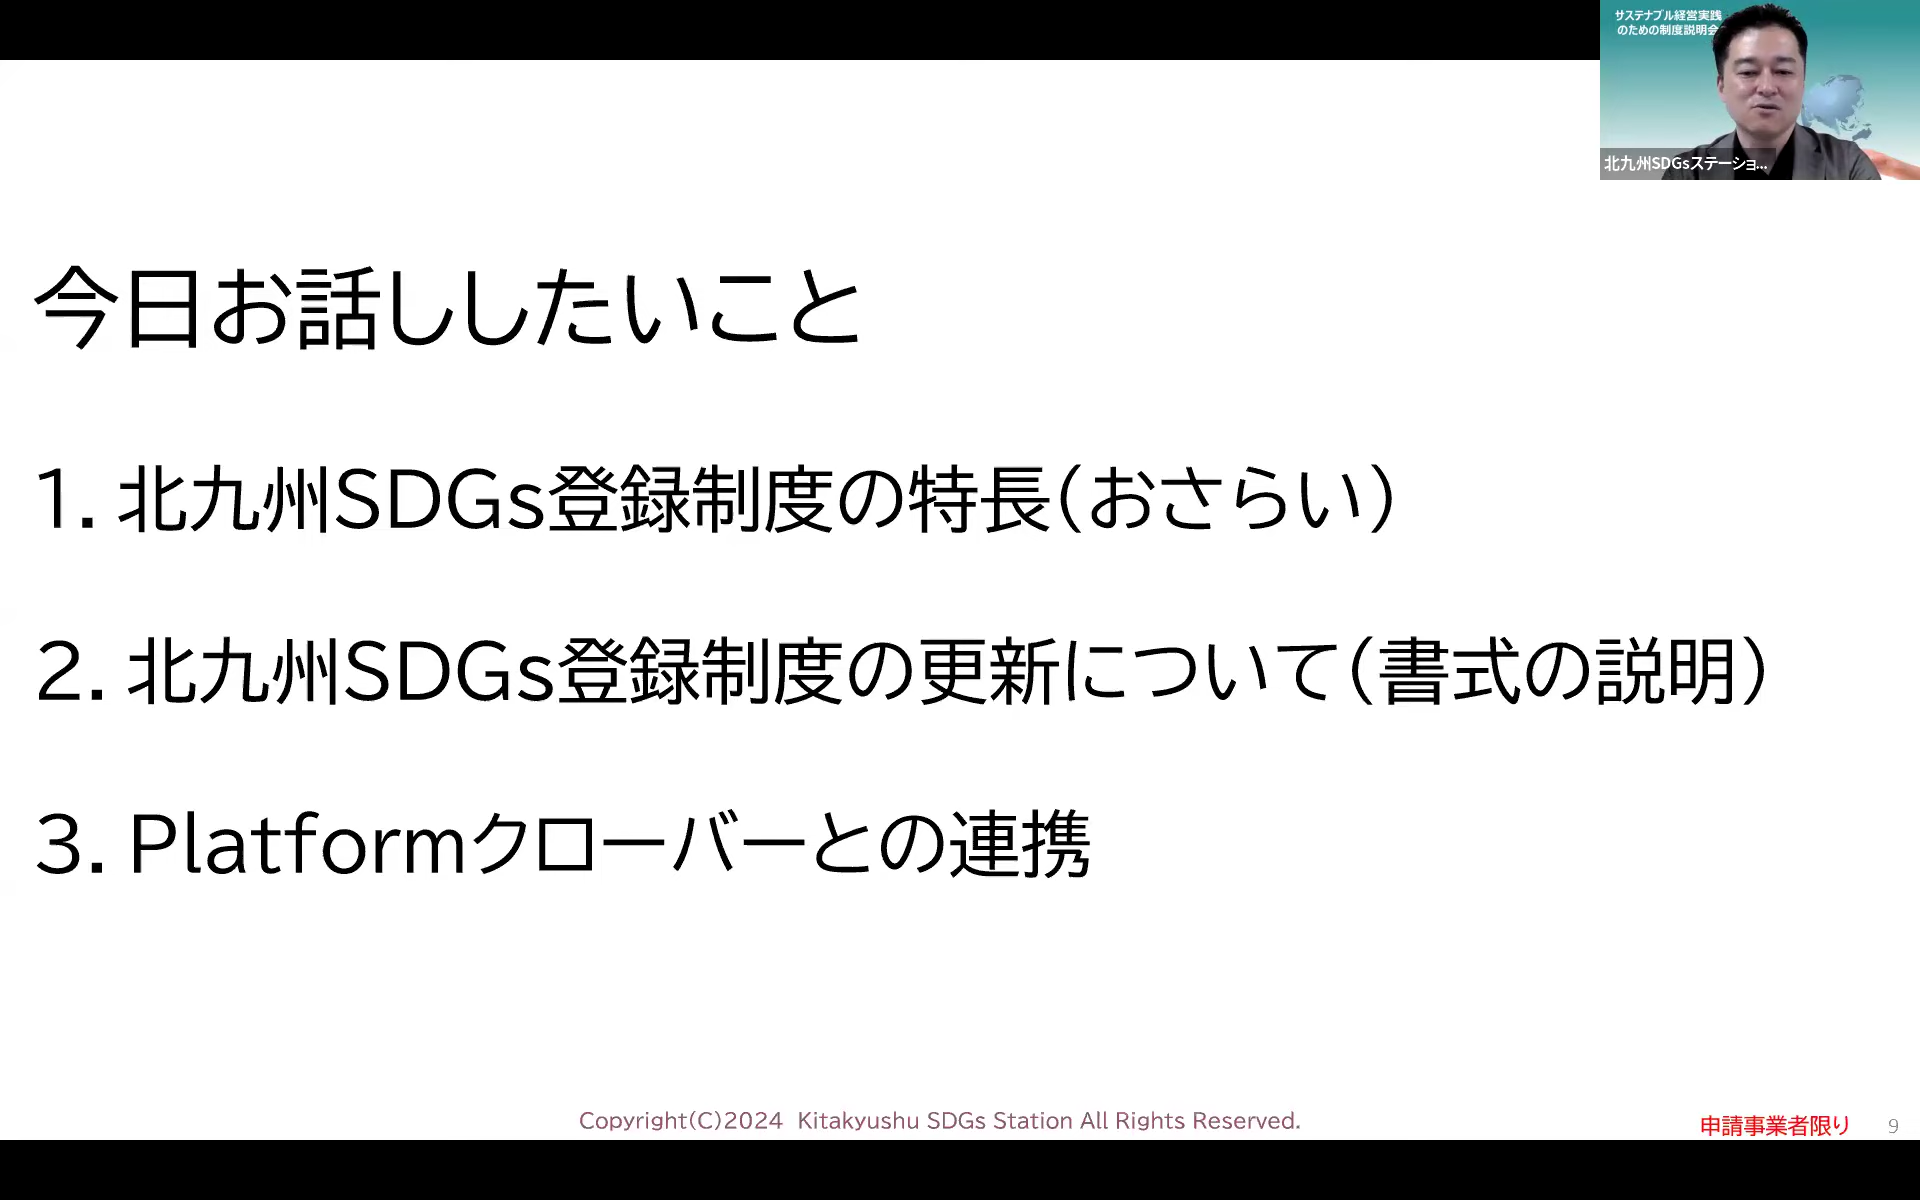 サステナブル経営実践
のための制度説明会
北九州SDGsステーショ...
今日お話ししたいこと
1. 北九州SDGs登録制度の特長（おさらい）
2. 北九州SDGs登録制度の更新について（書式の説明）
3. Platformクローバーとの連携
Copyright(C)2024 Kitakyushu SDGs Station All Rights Reserved.
申請事業者限り
9